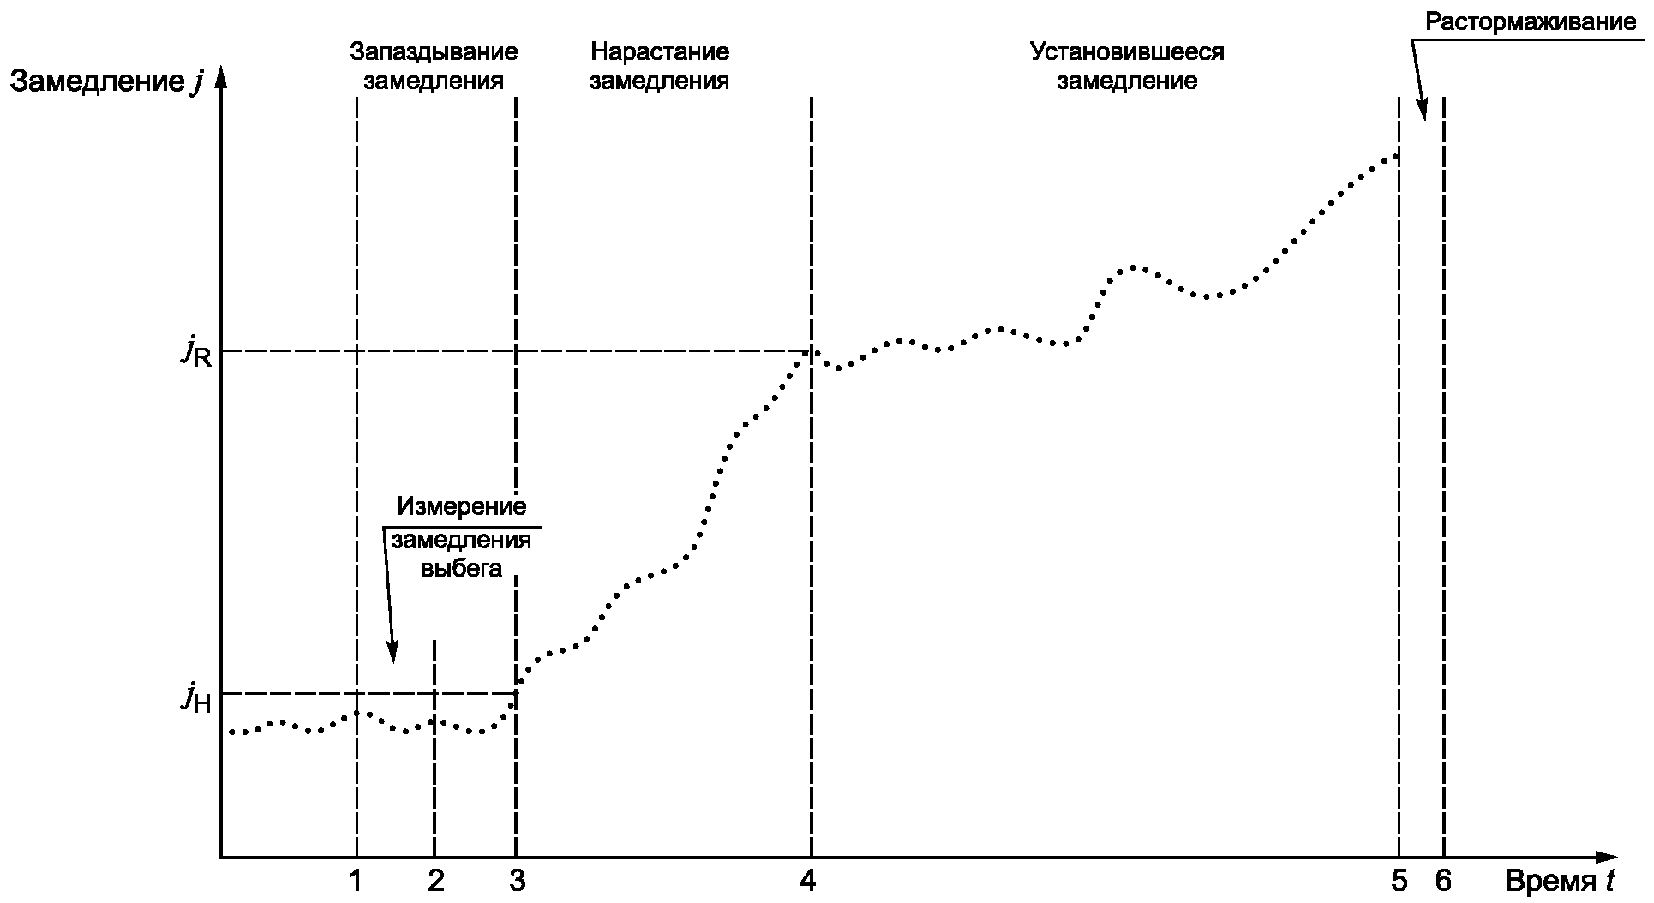 Растормаживание
Запаздывание
замедления
Нарастание
замедления
Установившееся
замедление
Замедление j
jR
Измерение
замедления
выбега
jH
1 2 3 4 5 6 Время t